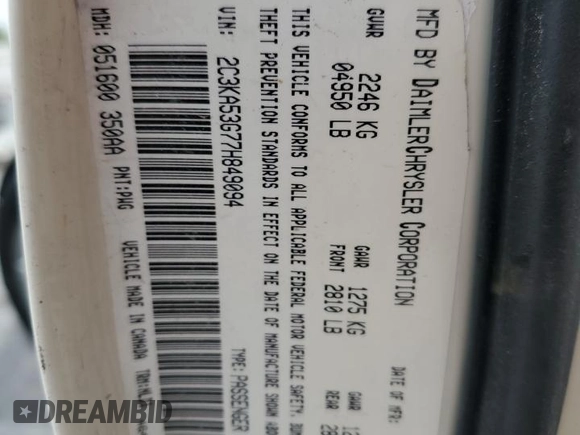 MFD BY DAIMLERCHRYSLER CORPORATION
DATE OF MFR:
GVWR 2246 KG
04950 LB
GAWR 1275 KG
FRONT 2810 LB
GAWR
REAR
THIS VEHICLE CONFORMS TO ALL APPLICABLE FEDERAL MOTOR VEHICLE SAFETY,
THEFT PREVENTION STANDARDS IN EFFECT ON THE DATE OF MANUFACTURE SHOWN
VIN: 2C3KA53G77H849094
TYPE: PASSENGER
MDH: 051600 350AA PNT: PWG
VEHICLE MADE IN CANADA
DREAMBID